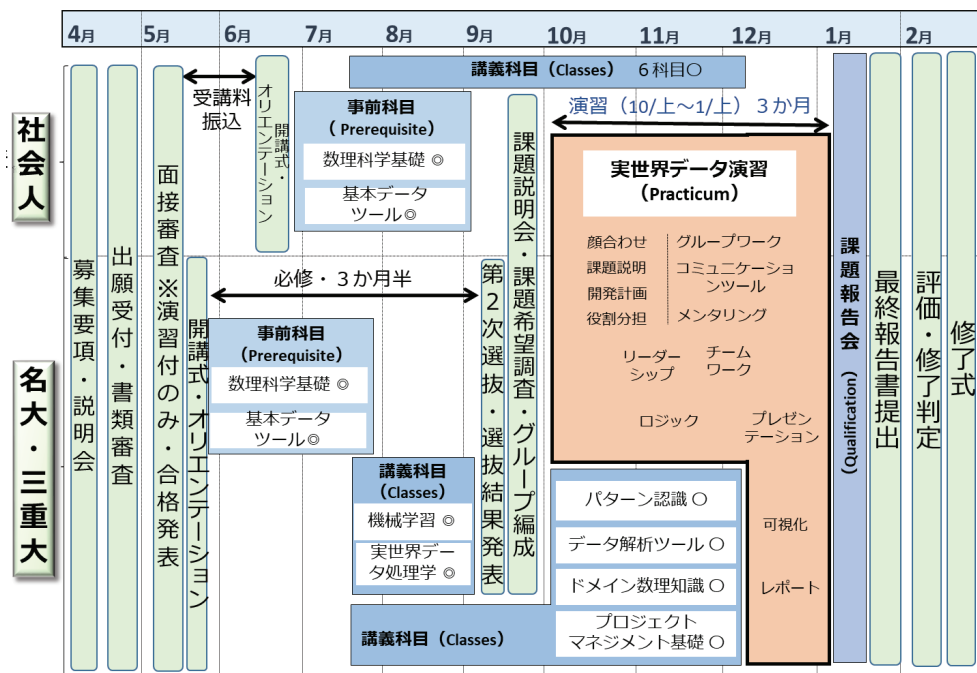 4月
5月
6月
7月
8月
9月
10月
11月
12月
1月
2月
社会人
名大・三重大
募集要項・説明会
出願受付・書類審査
面接審査※演習付のみ・合格発表
受講料
振込
開講式・
オリエンテーション
開講式・オリエンテーション
講義科目（Classes） 6科目〇
事前科目
（ Prerequisite）
数理科学基礎 ◎
基本データ
ツール◎
必修・３か月半
事前科目
（Prerequisite）
数理科学基礎 ◎
基本データ
ツール◎
講義科目
（Classes）
機械学習 ◎
実世界デー
タ処理学 ◎
第２次選抜・選抜結果発表
課題説明会・課題希望調査・グループ編成
演習（10/上～1/上）３か月
実世界データ演習
（Practicum）
顔合わせ
課題説明
開発計画
役割分担
グループワーク
コミュニケーショ
ンツール
メンタリング
リーダー
シップ
チーム
ワーク
ロジック
プレゼン
テーション
可視化
レポート
パターン認識 〇
データ解析ツール 〇
ドメイン数理知識 〇
プロジェクト
マネジメント基礎 〇
講義科目（Classes）
課題報告会（Qualification）
最終報告書提出
評価・修了判定
修了式